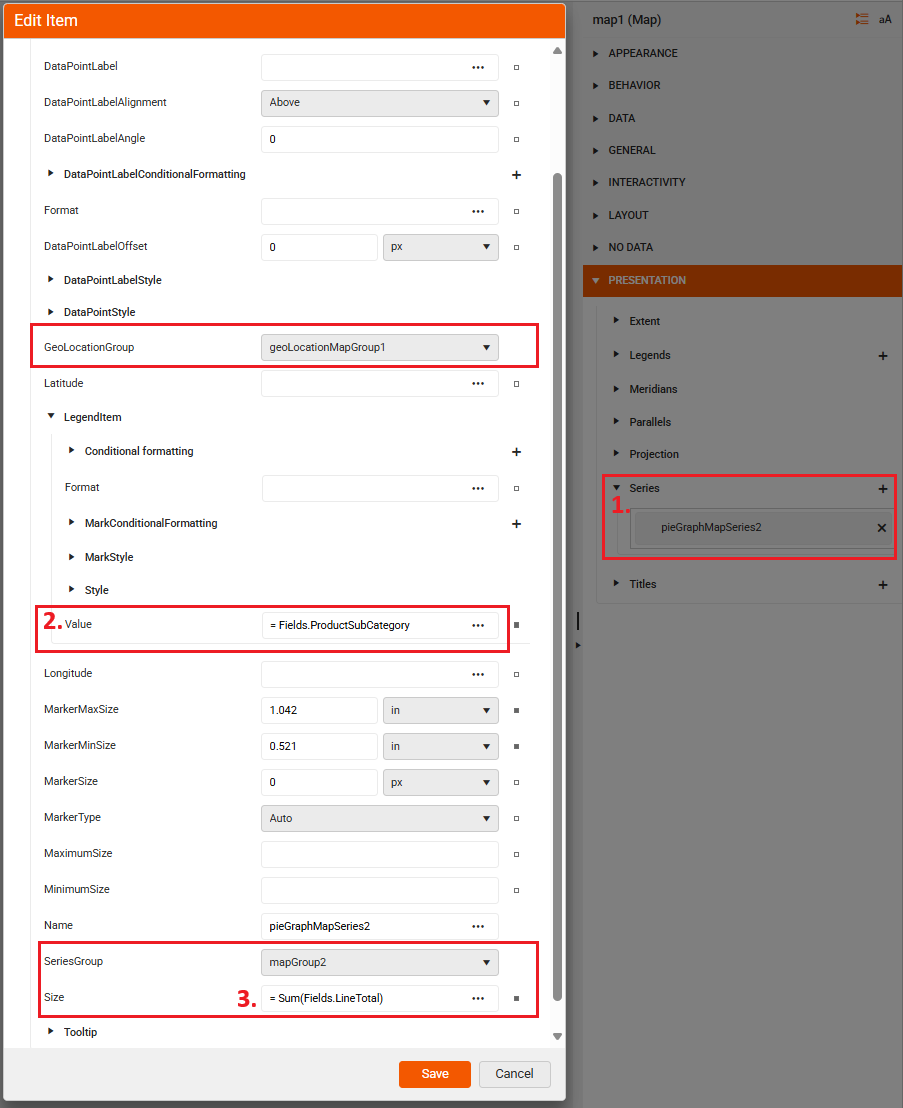 Edit Item
DataPointLabel ...
DataPointLabelAlignment Above
DataPointLabelAngle 0
DataPointLabelConditionalFormatting +
Format ...
DataPointLabelOffset 0 px
DataPointLabelStyle
DataPointStyle
GeoLocationGroup geoLocationMapGroup1
Latitude ...
LegendItem
Conditional formatting +
Format ...
MarkConditionalFormatting +
MarkStyle
Style
2. Value = Fields.ProductSubCategory ...
Longitude ...
MarkerMaxSize 1.042 in
MarkerMinSize 0.521 in
MarkerSize 0 px
MarkerType Auto
MaximumSize
MinimumSize
Name pieGraphMapSeries2 ...
SeriesGroup mapGroup2
Size 3. = Sum(Fields.LineTotal) ...
Tooltip
Save Cancel
map1 (Map) aA
APPEARANCE
BEHAVIOR
DATA
GENERAL
INTERACTIVITY
LAYOUT
NO DATA
PRESENTATION
Extent
Legends +
Meridians
Parallels
Projection
Series +
1.
pieGraphMapSeries2 ×
Titles +